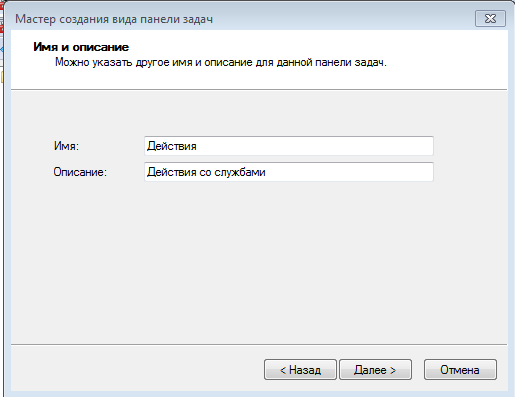 Мастер создания вида панели задач
Имя и описание
Можно указать другое имя и описание для данной панели задач.
Имя: Действия
Описание: Действия со службами
< Назад Далее > Отмена